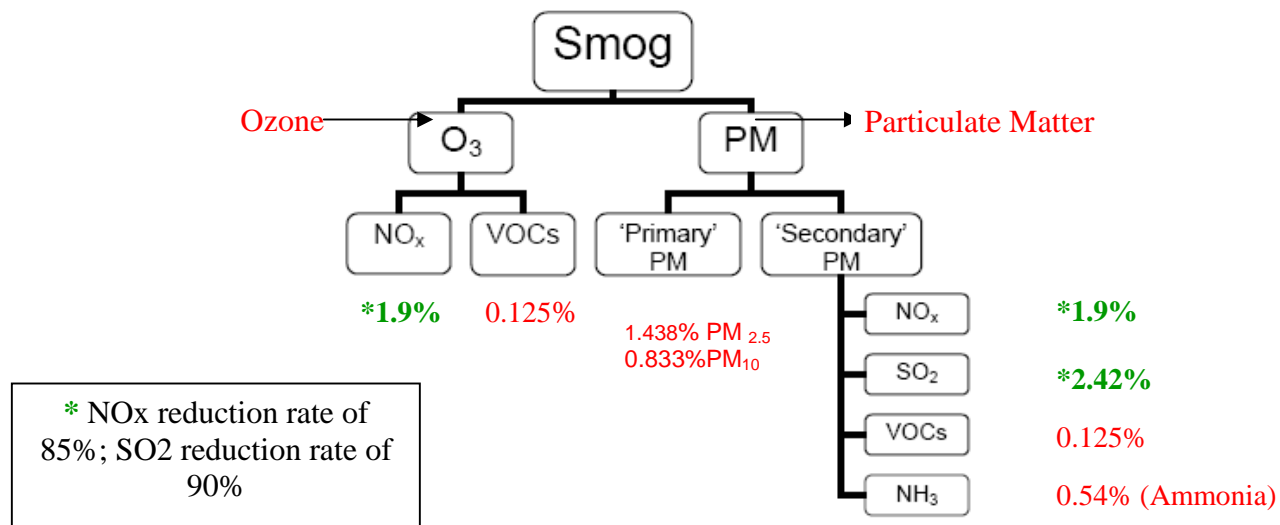 Smog
Ozone
O₃
PM
Particulate Matter
NOₓ
VOCs
‘Primary’
PM
‘Secondary’
PM
*1.9%
0.125%
1.438% PM 2.5
0.833%PM10
NOₓ
*1.9%
SO₂
*2.42%
VOCs
0.125%
NH₃
0.54% (Ammonia)
* NOx reduction rate of
85%; SO2 reduction rate of
90%